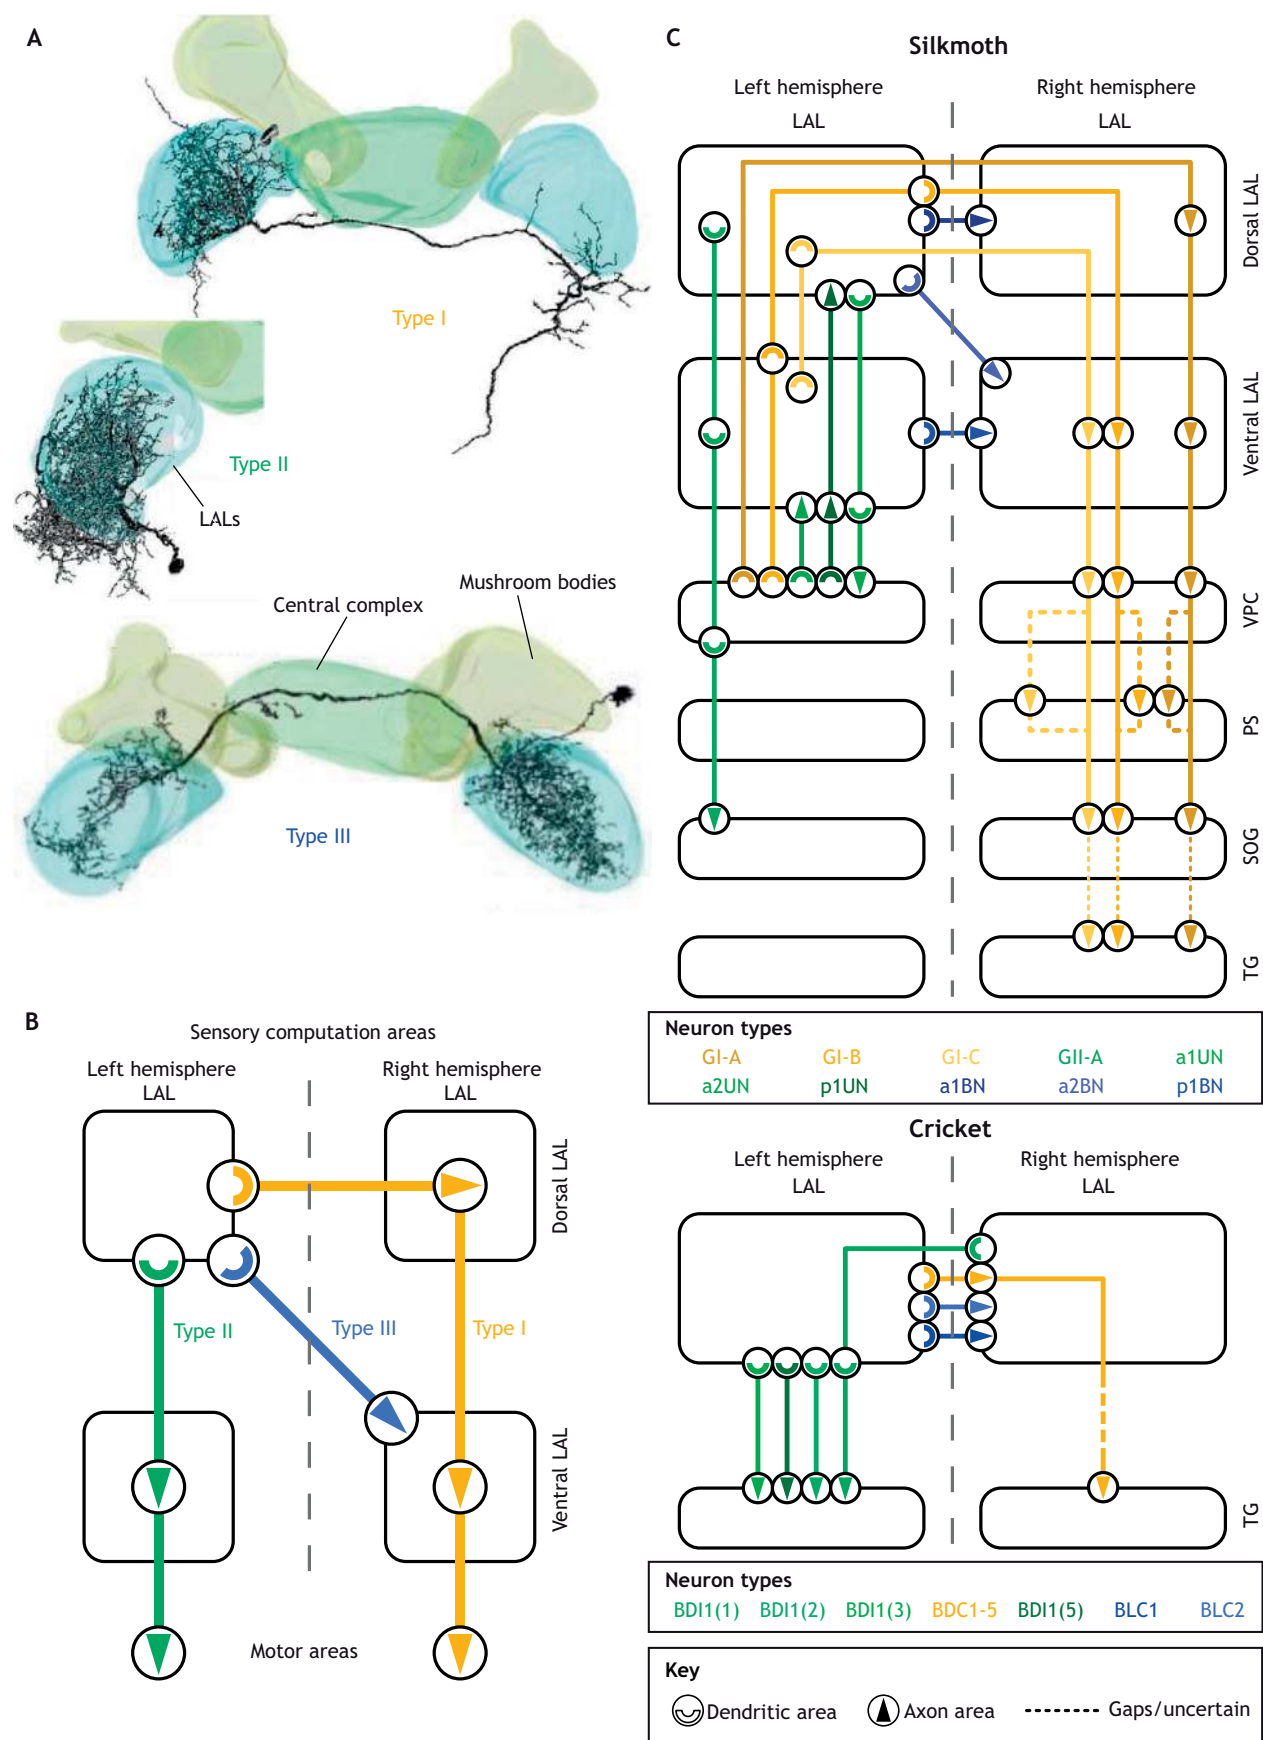 A
Type I
Type II
LALs
Mushroom bodies
Central complex
Type III
B
Sensory computation areas
Left hemisphere
LAL
Right hemisphere
LAL
Dorsal LAL
Type II
Type III
Type I
Ventral LAL
Motor areas
C
Silkmoth
Left hemisphere
LAL
Right hemisphere
LAL
Dorsal LAL
Ventral LAL
VPC
PS
SOG
TG
Neuron types
GI-A GI-B GI-C GII-A a1UN
a2UN p1UN a1BN a2BN p1BN
Cricket
Left hemisphere
LAL
Right hemisphere
LAL
TG
Neuron types
BDI1(1) BDI1(2) BDI1(3) BDC1-5 BDI1(5) BLC1 BLC2
Key
Dendritic area Axon area Gaps/uncertain